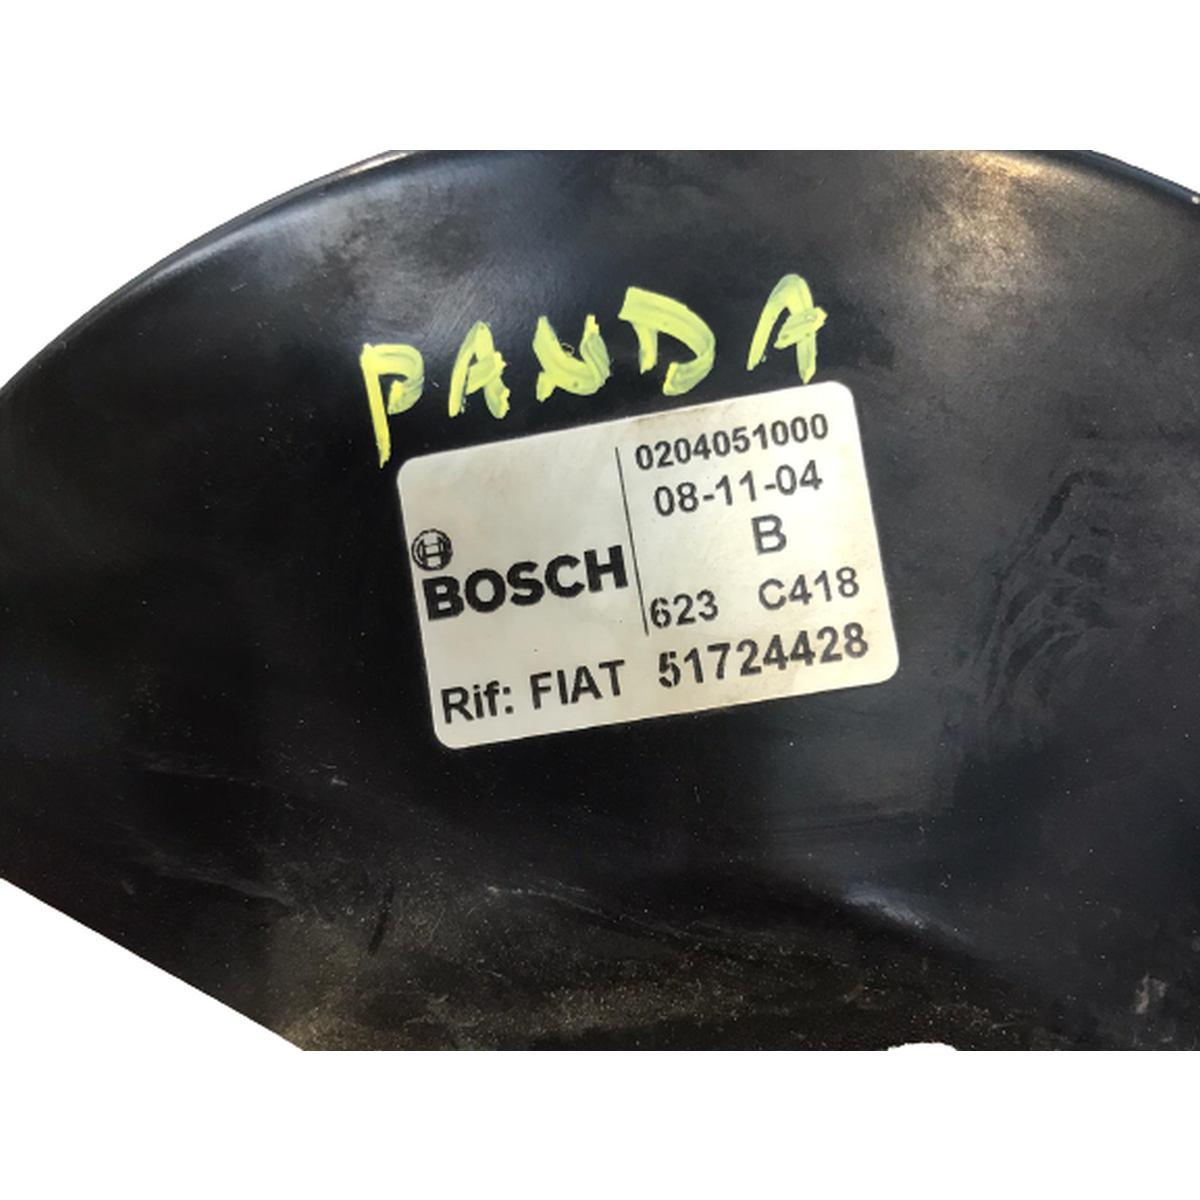 PANDA
0204051000
08-11-04
B
BOSCH
623 C418
Rif: FIAT 51724428